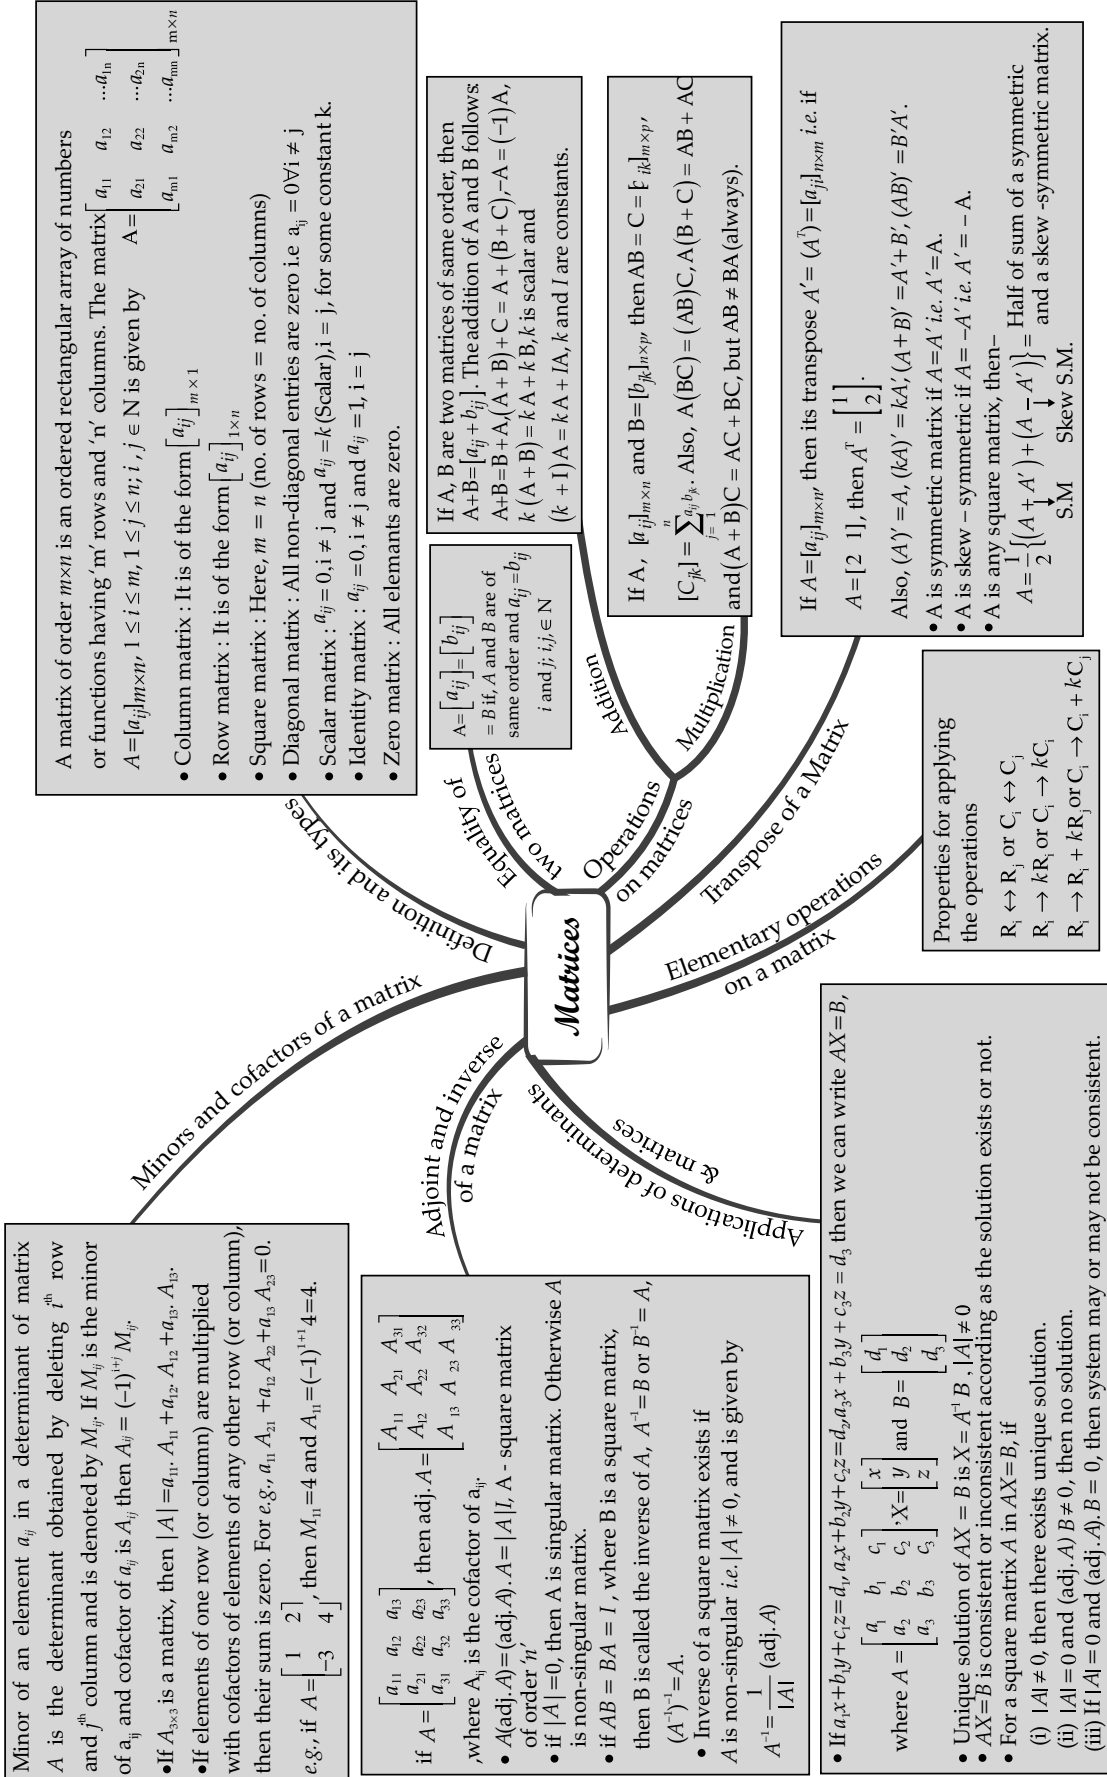 Matrices
Definition and its types
A matrix of order m×n is an ordered rectangular array of numbers
or functions having 'm' rows and 'n' columns. The matrix
A=[aij]m×n, 1 ≤ i ≤ m, 1 ≤ j ≤ n; i, j ∈ N is given by A= [a11 a12 ...a1n
a21 a22 ...a2n
am1 am2 ...amn] m×n
• Column matrix : It is of the form [aij] m×1
• Row matrix : It is of the form [aij] 1×n
• Square matrix : Here, m = n (no. of rows = no. of columns)
• Diagonal matrix : All non-diagonal entries are zero i.e aij = 0∀i ≠ j
• Scalar matrix : aij = 0, i ≠ j and aij = k (Scalar), i = j, for some constant k.
• Identity matrix : aij = 0, i ≠ j and aij = 1, i = j
• Zero matrix : All elemants are zero.
Equality of
two matrices
A= [aij] = [bij]
= B if, A and B are of
same order and aij = bij
i and j; i,j, ∈ N
Operations
on matrices
Addition
If A, B are two matrices of same order, then
A+B=[aij + bij]. The addition of A and B follows:
A+B=B + A,(A + B) + C = A + (B + C),−A = (−1)A,
k (A + B) = kA + k B, k is scalar and
(k + I)A = kA + IA, k and I are constants.
Multiplication
If A, [aij]m×n and B=[bjk]n×p, then AB = C = [cik]m×p,
[Cjk] = n ∑ j = 1 aij bjk. Also, A(BC) = (AB)C, A(B + C) = AB + AC
and (A + B)C = AC + BC, but AB ≠ BA (always).
Transpose of a Matrix
If A=[aij]m×n, then its transpose A′ = (Aᵀ) = [aji]n×m i.e. if
A = [2 1], then Aᵀ = [1
2].
Also, (A′)′ = A, (kA)′ = kA′, (A + B)′ = A′ + B′, (AB)′ = B′A′.
• A is symmetric matrix if A=A′ i.e. A′=A.
• A is skew – symmetric if A = −A′ i.e. A′ = – A.
• A is any square matrix, then–
A= 1/2 {(A + A′) + (A − A′)} = Half of sum of a symmetric
and a skew -symmetric matrix.
S.M Skew S.M.
Elementary operations
on a matrix
Properties for applying
the operations
Ri ↔ Rj or Ci ↔ Cj
Ri → kRi or Ci → kCi
Ri → Ri + kRj or Ci → Ci + kCj
Applications of determinants
& matrices
• If a1x+b1y+c1z=d1, a2x+b2y+c2z=d2, a3x + b3y + c3z = d3 then we can write AX=B,
where A = [a1 b1 c1
a2 b2 c2
a3 b3 c3] , X= [x
y
z] and B = [d1
d2
d3]
• Unique solution of AX = B is X = A⁻¹ B , |A| ≠ 0
• AX=B is consistent or inconsistent according as the solution exists or not.
• For a square matrix A in AX=B, if
(i) |A| ≠ 0, then there exists unique solution.
(ii) |A| = 0 and (adj. A) B ≠ 0, then no solution.
(iii) If |A| = 0 and (adj. A). B = 0, then system may or may not be consistent.
Adjoint and inverse
of a matrix
if A = [a11 a12 a13
a21 a22 a23
a31 a32 a33] , then adj. A = [A11 A21 A31
A12 A22 A32
A13 A23 A33]
,where Aij is the cofactor of aij.
• A(adj. A)=(adj. A). A= |A|I, A - square matrix
of order 'n'
• if |A| =0, then A is singular matrix. Otherwise A
is non-singular matrix.
• if AB = BA = I , where B is a square matrix,
then B is called the inverse of A, A⁻¹=B or B⁻¹= A,
(A⁻¹)⁻¹ = A.
• Inverse of a square matrix exists if
A is non-singular i.e. |A| ≠ 0, and is given by
A⁻¹= 1/|A| (adj. A)
Minors and cofactors of a matrix
Minor of an element aij in a determinant of matrix
A is the determinant obtained by deleting iᵗʰ row
and jᵗʰ column and is denoted by Mij. If Mij is the minor
of aij and cofactor of aij is Aij then Aij = (–1)ⁱ⁺ʲ Mij.
•If A3×3 is a matrix, then |A| =a11. A11 +a12. A12 +a13. A13.
•If elements of one row (or column) are multiplied
with cofactors of elements of any other row (or column),
then their sum is zero. For e.g., a11 A21 +a12 A22 +a13 A23=0.
e.g., if A = [1 2
−3 4] , then M11=4 and A11 =(–1)¹⁺¹4=4.